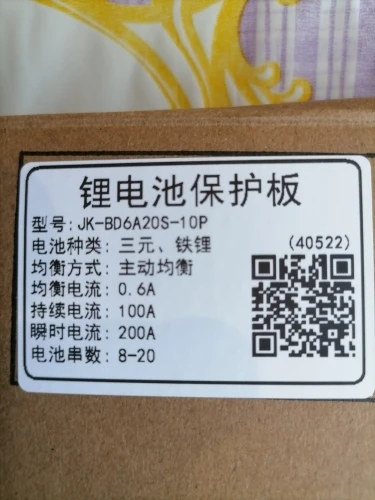 锂电池保护板
型号: JK-BD6A20S-10P
电池种类: 三元、铁锂
(40522)
均衡方式: 主动均衡
均衡电流: 0.6A
持续电流: 100A
瞬时电流: 200A
电池串数: 8-20